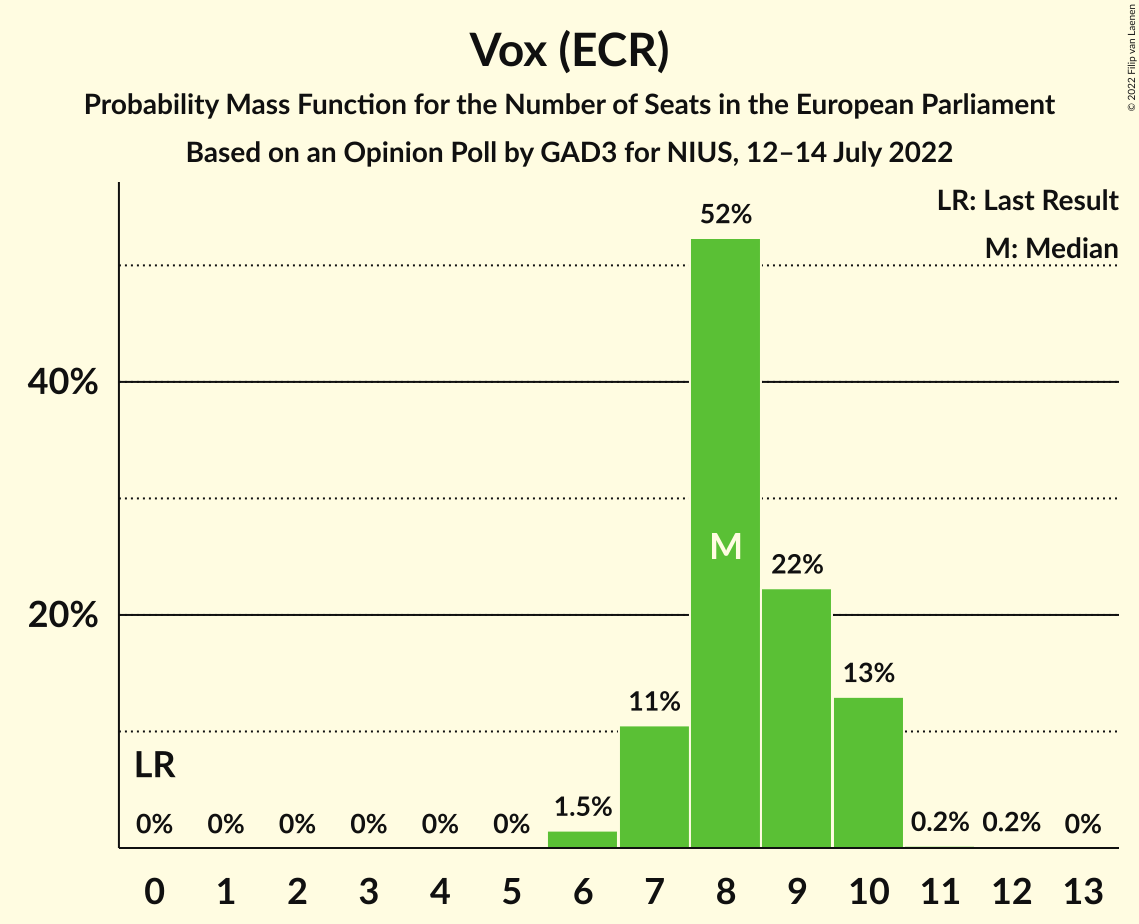 Vox (ECR)
Probability Mass Function for the Number of Seats in the European Parliament
Based on an Opinion Poll by GAD3 for NIUS, 12–14 July 2022
© 2022 Filip van Laenen
LR: Last Result
M: Median
52%
40%
M
22%
20%
13%
11%
LR
1.5%
0% 0% 0% 0% 0% 0% 0.2% 0.2% 0%
0 1 2 3 4 5 6 7 8 9 10 11 12 13